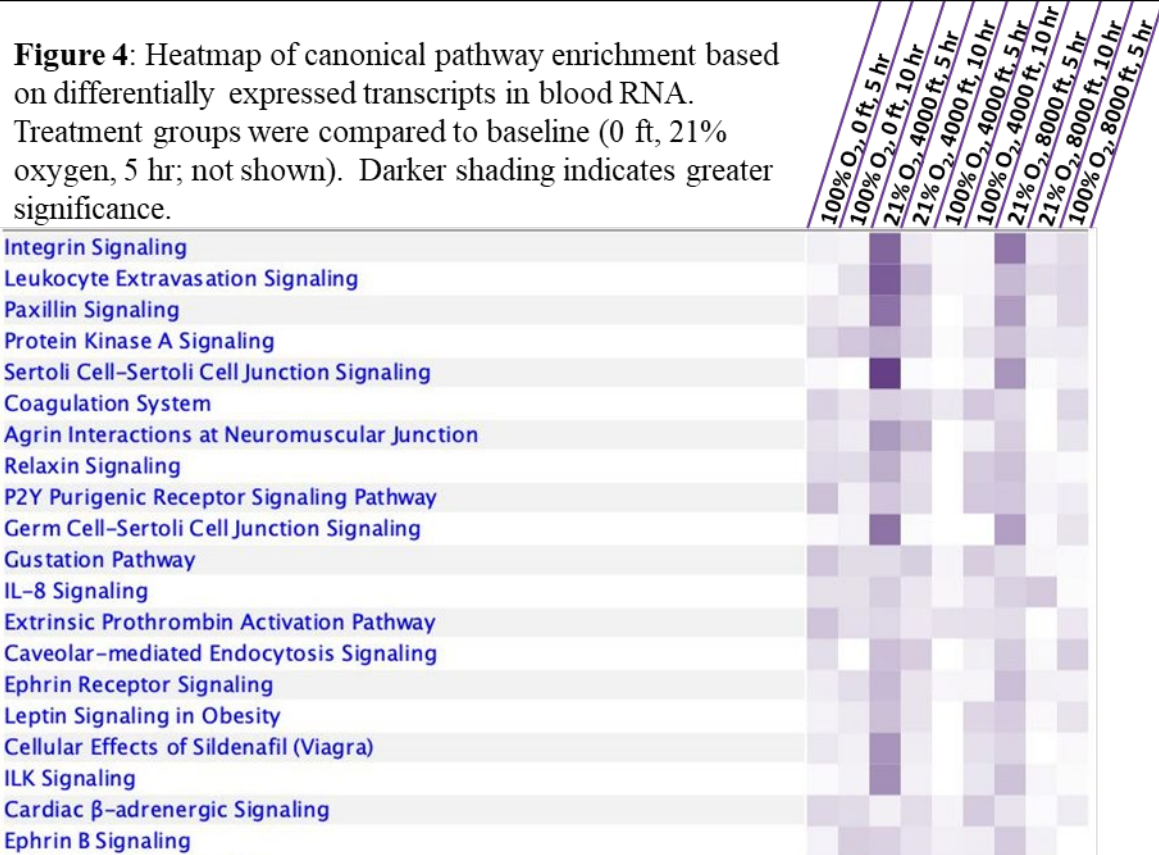 Figure 4: Heatmap of canonical pathway enrichment based
on differentially expressed transcripts in blood RNA.
Treatment groups were compared to baseline (0 ft, 21%
oxygen, 5 hr; not shown). Darker shading indicates greater
significance.
100% O₂, 0 ft, 5 hr
100% O₂, 0 ft, 10 hr
21% O₂, 4000 ft, 5 hr
21% O₂, 4000 ft, 10 hr
100% O₂, 4000 ft, 5 hr
100% O₂, 4000 ft, 10 hr
21% O₂, 8000 ft, 5 hr
21% O₂, 8000 ft, 10 hr
100% O₂, 8000 ft, 5 hr
Integrin Signaling
Leukocyte Extravasation Signaling
Paxillin Signaling
Protein Kinase A Signaling
Sertoli Cell-Sertoli Cell Junction Signaling
Coagulation System
Agrin Interactions at Neuromuscular Junction
Relaxin Signaling
P2Y Purigenic Receptor Signaling Pathway
Germ Cell-Sertoli Cell Junction Signaling
Gustation Pathway
IL-8 Signaling
Extrinsic Prothrombin Activation Pathway
Caveolar-mediated Endocytosis Signaling
Ephrin Receptor Signaling
Leptin Signaling in Obesity
Cellular Effects of Sildenafil (Viagra)
ILK Signaling
Cardiac β-adrenergic Signaling
Ephrin B Signaling